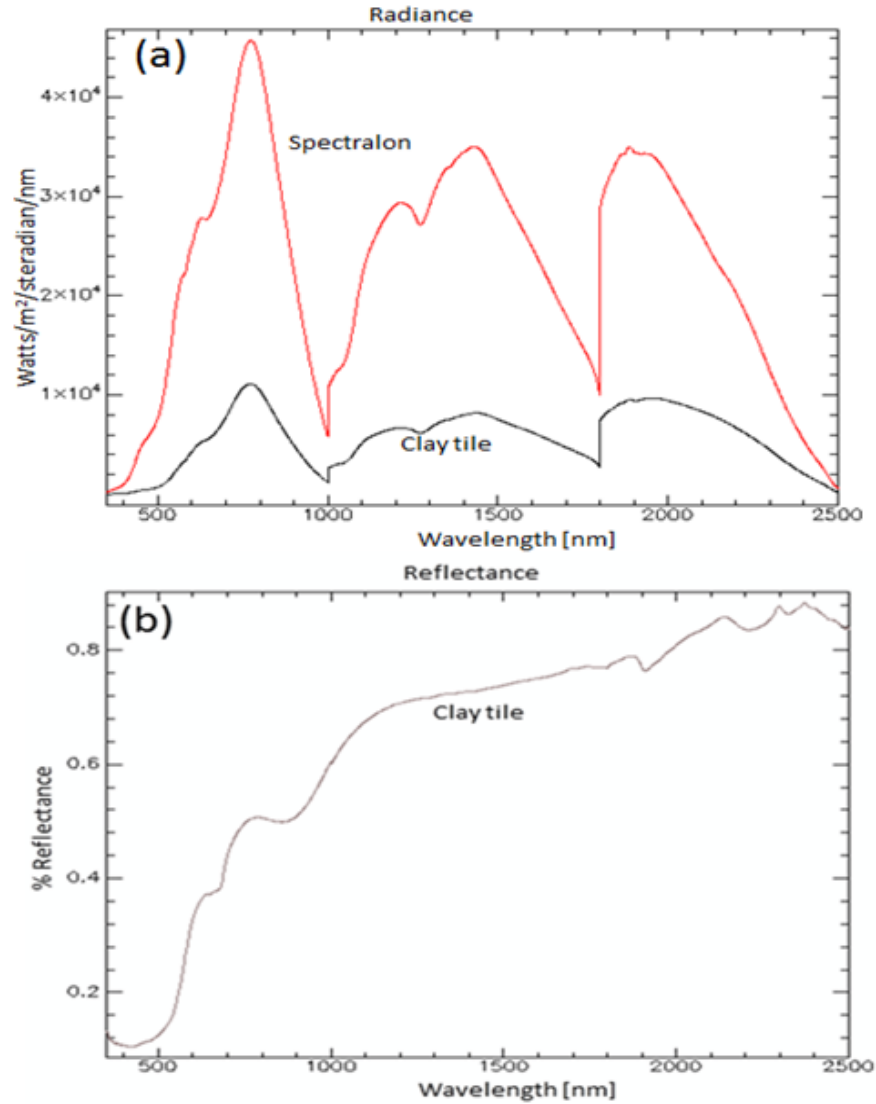 Radiance
(a)
4×10⁴
Spectralon
3×10⁴
2×10⁴
1×10⁴
Clay tile
Watts/m²/steradian/nm
500 1000 1500 2000 2500
Wavelength [nm]
Reflectance
(b)
0.8
Clay tile
0.6
0.4
0.2
% Reflectance
500 1000 1500 2000 2500
Wavelength [nm]